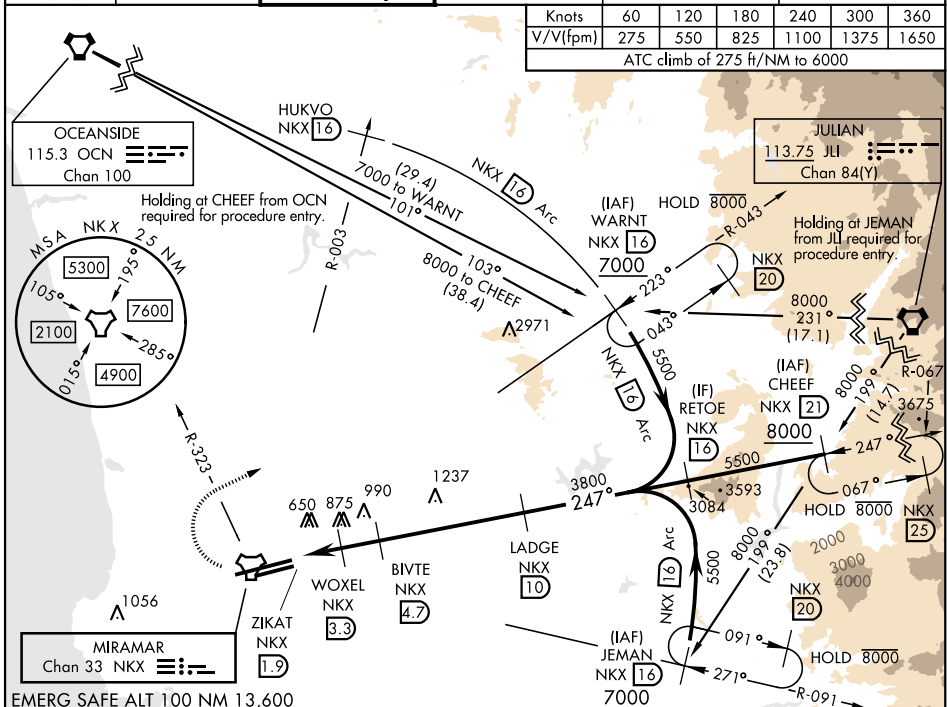 Knots 60 120 180 240 300 360
V/V(fpm) 275 550 825 1100 1375 1650
ATC climb of 275 ft/NM to 6000
OCEANSIDE
115.3 OCN
Chan 100
HUKVO
NKX 16
NKX 16 Arc
(29.4)
7000 to WARNT
101°
103°
8000 to CHEEF
(38.4)
R-003
Holding at CHEEF from OCN
required for procedure entry.
JULIAN
113.75 JLI
Chan 84(Y)
Holding at JEMAN
from JLI required for
procedure entry.
(IAF)
WARNT
NKX 16
7000
HOLD 8000
R-043
NKX
20
223°
043°
8000
231°
(17.1)
MSA NKX 25 NM
5300
195°
105°
7600
2100
285°
015°
4900
2971
5500
NKX 16 Arc
(IF)
RETOE
NKX
16
(IAF)
CHEEF
NKX 21
8000
8000
199°
(14.7)
R-067
3675
247°
5500
067°
HOLD 8000
NKX
25
3593
3084
3800
247°
R-323
650
875
990
1237
LADGE
NKX
10
BIVTE
NKX
4.7
WOXEL
NKX
3.3
ZIKAT
NKX
1.9
1056
MIRAMAR
Chan 33 NKX
8000
199°
(23.8)
2000
3000
4000
NKX 16 Arc
5500
NKX
20
(IAF)
JEMAN
NKX 16
7000
091°
271°
HOLD 8000
R-091
EMERG SAFE ALT 100 NM 13,600